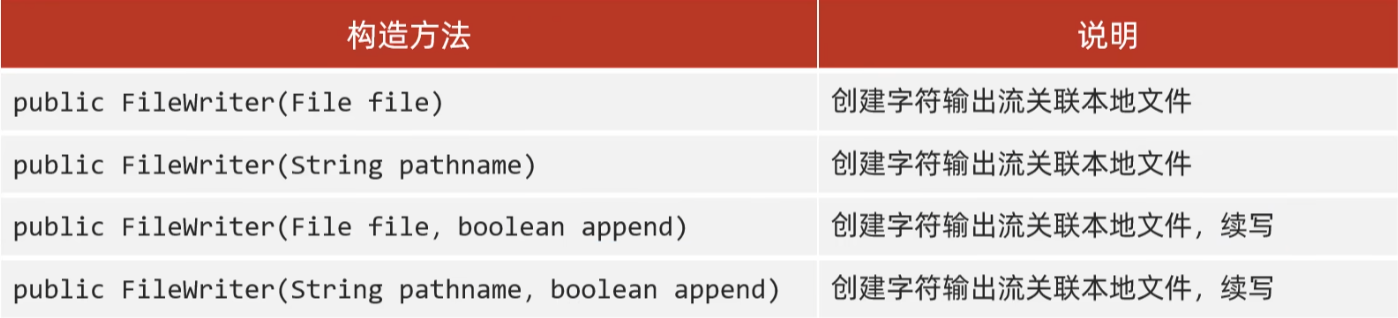 构造方法 说明
public FileWriter(File file) 创建字符输出流关联本地文件
public FileWriter(String pathname) 创建字符输出流关联本地文件
public FileWriter(File file, boolean append) 创建字符输出流关联本地文件，续写
public FileWriter(String pathname, boolean append) 创建字符输出流关联本地文件，续写